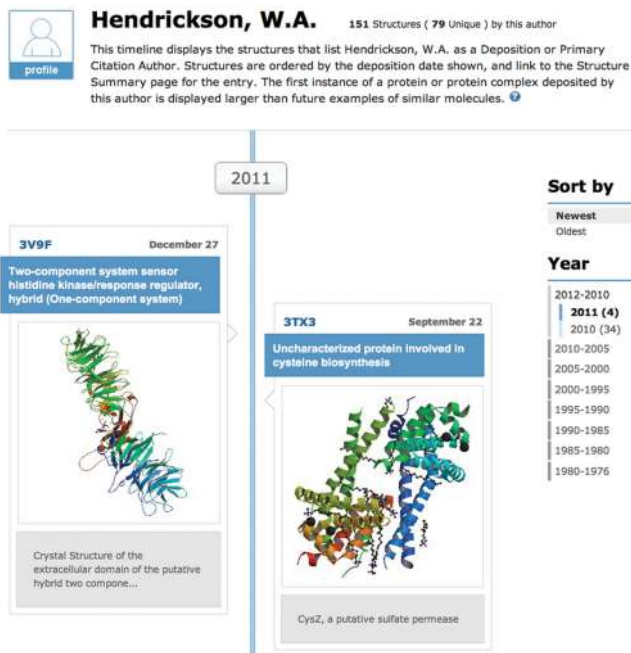 Hendrickson, W.A. 151 Structures ( 79 Unique ) by this author
profile
This timeline displays the structures that list Hendrickson, W.A. as a Deposition or Primary
Citation Author. Structures are ordered by the deposition date shown, and link to the Structure
Summary page for the entry. The first instance of a protein or protein complex deposited by
this author is displayed larger than future examples of similar molecules. ?
2011
3V9F December 27
Two-component system sensor
histidine kinase/response regulator,
hybrid (One-component system)
Crystal Structure of the
extracellular domain of the putative
hybrid two compone...
3TX3 September 22
Uncharacterized protein involved in
cysteine biosynthesis
CysZ, a putative sulfate permease
Sort by
Newest
Oldest
Year
2012-2010
2011 (4)
2010 (34)
2010-2005
2005-2000
2000-1995
1995-1990
1990-1985
1985-1980
1980-1976